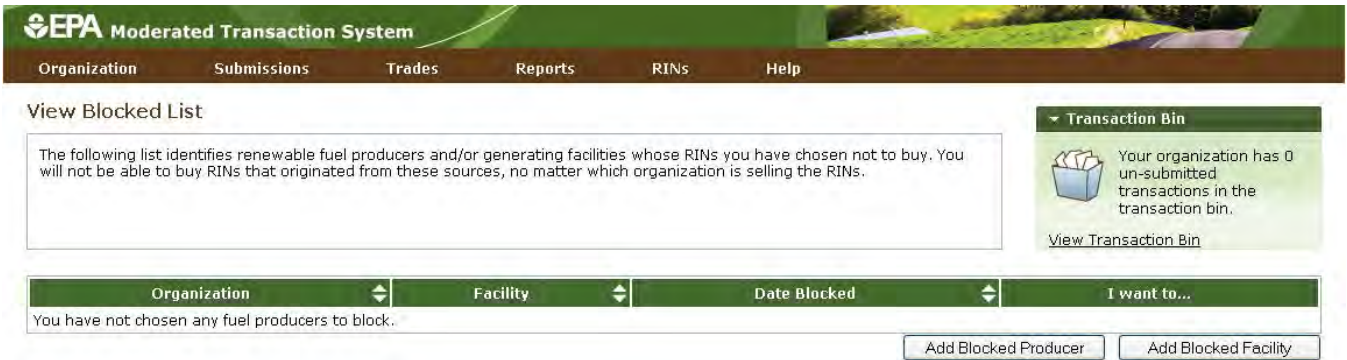 EPA Moderated Transaction System
Organization Submissions Trades Reports RINs Help
View Blocked List
The following list identifies renewable fuel producers and/or generating facilities whose RINs you have chosen not to buy. You
will not be able to buy RINs that originated from these sources, no matter which organization is selling the RINs.
Transaction Bin
Your organization has 0
un-submitted
transactions in the
transaction bin.
View Transaction Bin
Organization Facility Date Blocked I want to...
You have not chosen any fuel producers to block.
Add Blocked Producer Add Blocked Facility